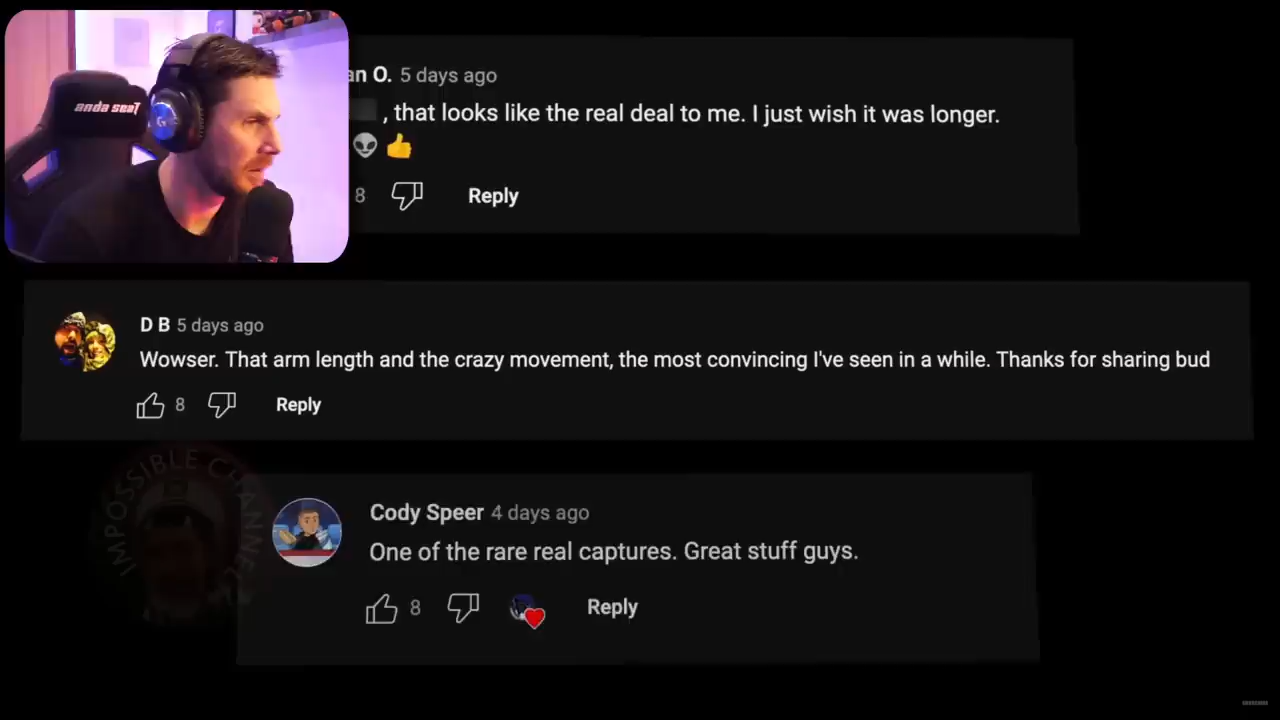 anda seaT
an O. 5 days ago
, that looks like the real deal to me. I just wish it was longer.
8 Reply
D B 5 days ago
Wowser. That arm length and the crazy movement, the most convincing I've seen in a while. Thanks for sharing bud
8 Reply
IMPOSSIBLE CHANNEL
Cody Speer 4 days ago
One of the rare real captures. Great stuff guys.
8 Reply